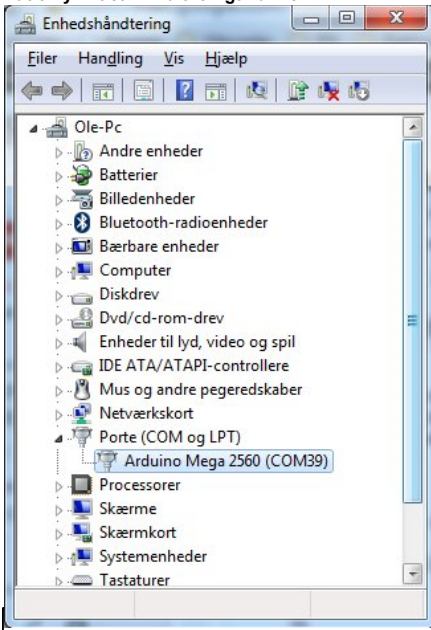 Enhedshåndtering
Filer Handling Vis Hjælp
Ole-Pc
Andre enheder
Batterier
Billedenheder
Bluetooth-radioenheder
Bærbare enheder
Computer
Diskdrev
Dvd/cd-rom-drev
Enheder til lyd, video og spil
IDE ATA/ATAPI-controllere
Mus og andre pegeredskaber
Netværkskort
Porte (COM og LPT)
Arduino Mega 2560 (COM39)
Processorer
Skærme
Skærmkort
Systemenheder
Tastaturer